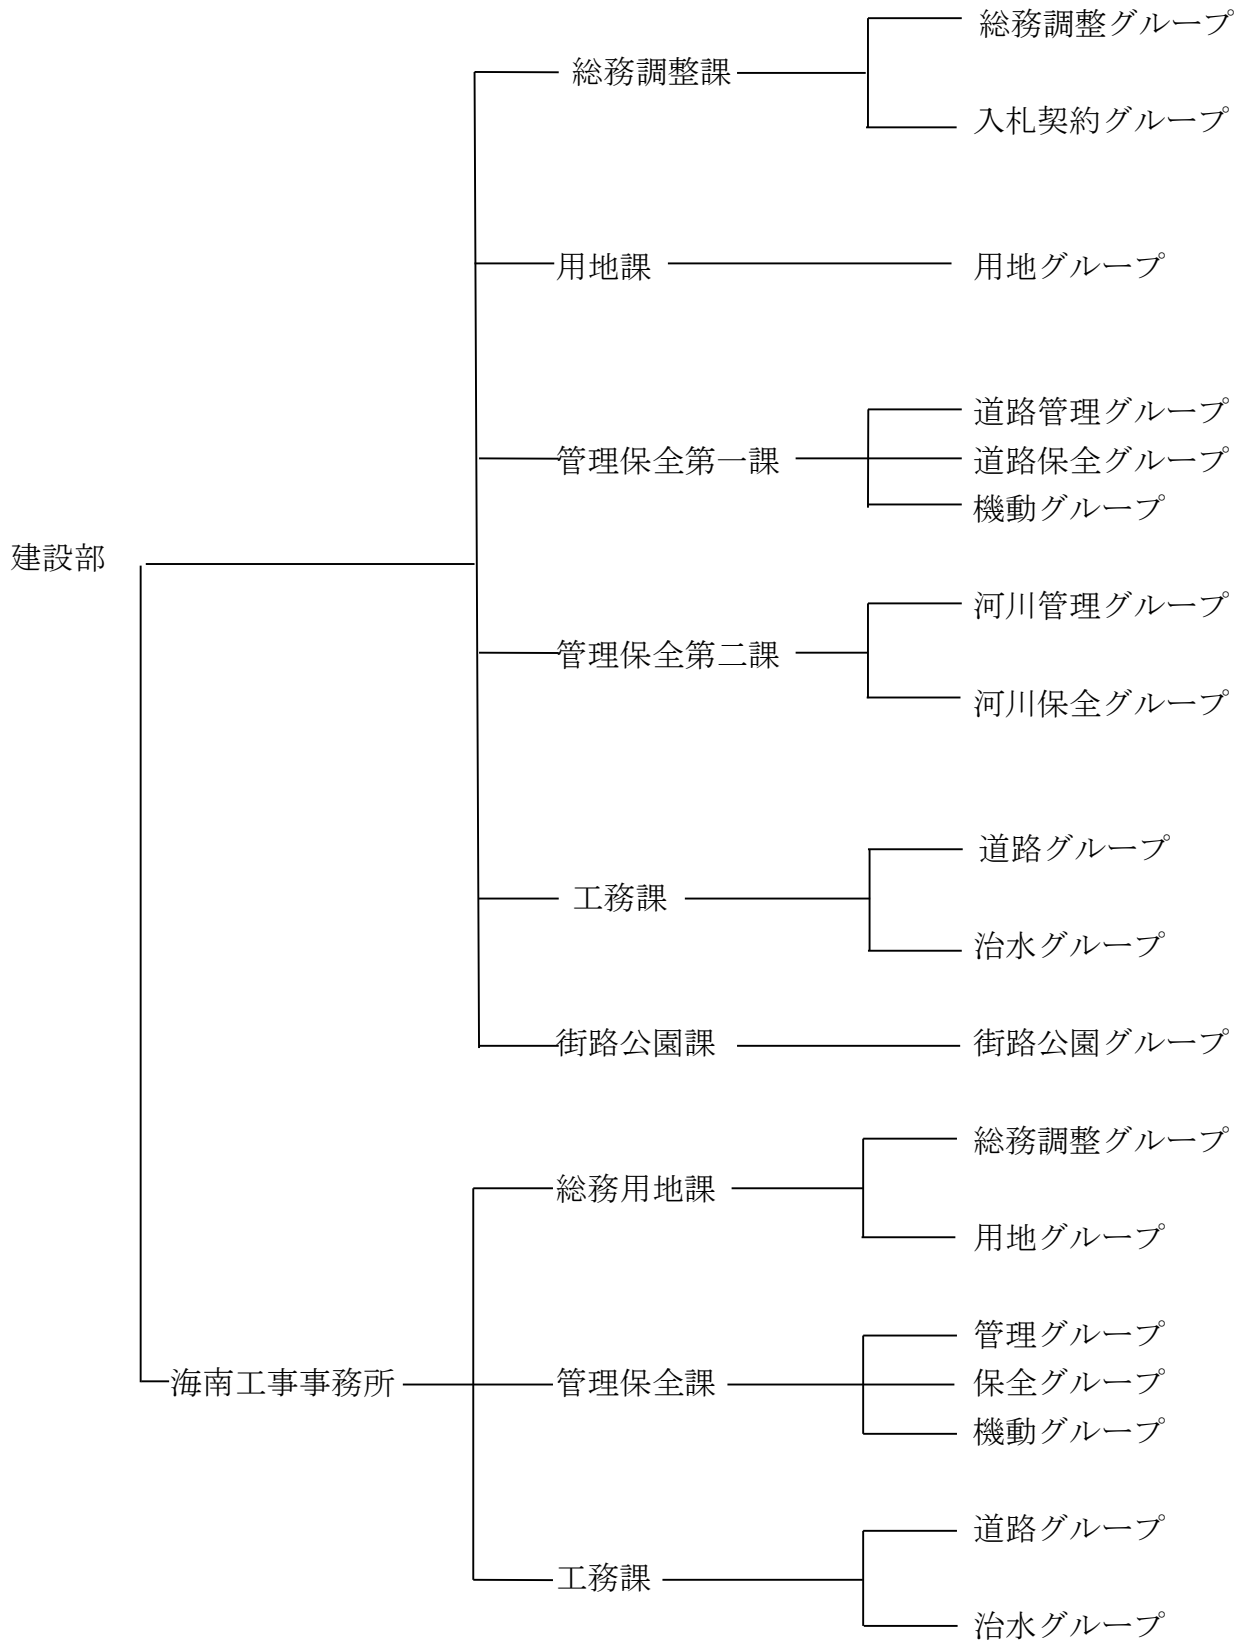 総務調整グループ
総務調整課
入札契約グループ
用地課
用地グループ
道路管理グループ
管理保全第一課
道路保全グループ
機動グループ
建設部
河川管理グループ
管理保全第二課
河川保全グループ
道路グループ
工務課
治水グループ
街路公園課
街路公園グループ
総務調整グループ
総務用地課
用地グループ
管理グループ
海南工事事務所
管理保全課
保全グループ
機動グループ
道路グループ
工務課
治水グループ